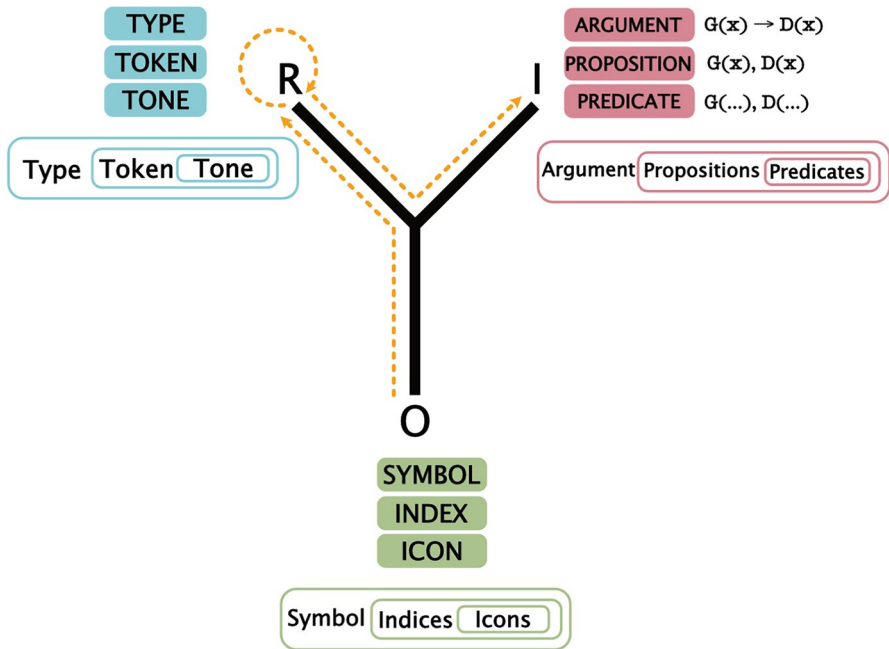 TYPE
TOKEN
TONE
Type Token Tone
R
I
ARGUMENT G(x) → D(x)
PROPOSITION G(x), D(x)
PREDICATE G(...), D(...)
Argument Propositions Predicates
O
SYMBOL
INDEX
ICON
Symbol Indices Icons